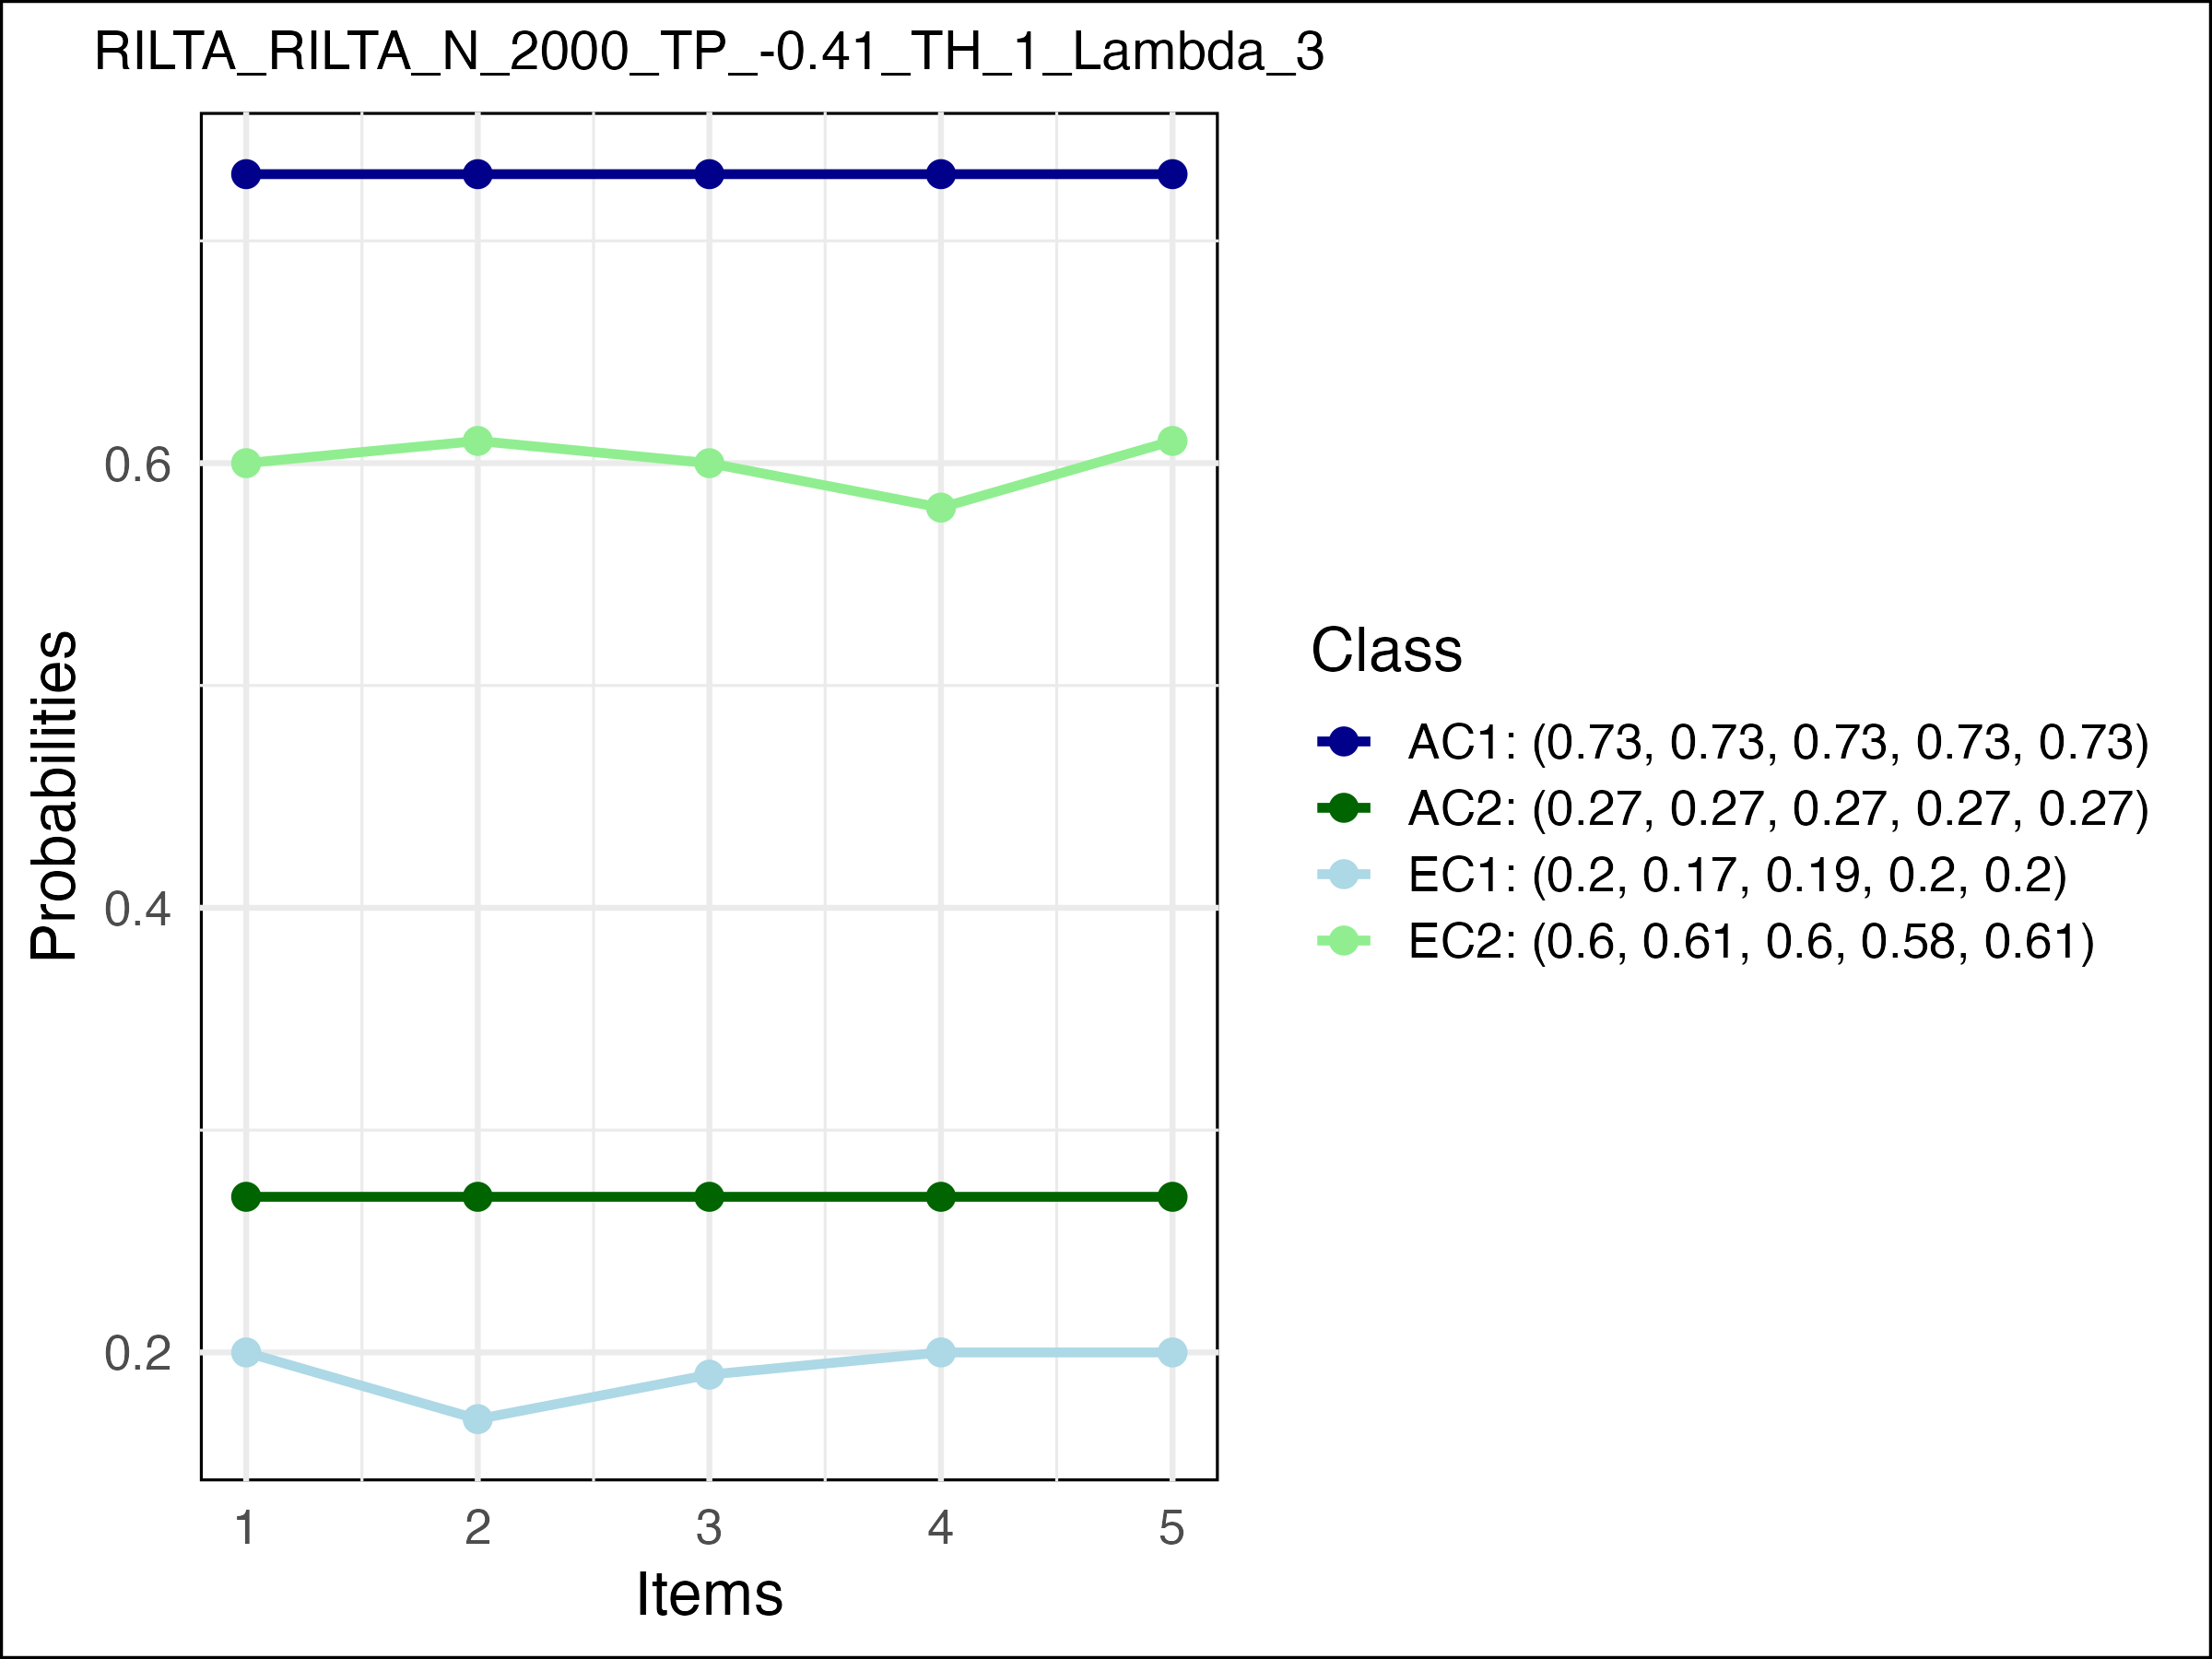 RILTA_RILTA_N_2000_TP_-0.41_TH_1_Lambda_3
Probabilities
0.6
0.4
0.2
1 2 3 4 5
Items
Class
AC1: (0.73, 0.73, 0.73, 0.73, 0.73)
AC2: (0.27, 0.27, 0.27, 0.27, 0.27)
EC1: (0.2, 0.17, 0.19, 0.2, 0.2)
EC2: (0.6, 0.61, 0.6, 0.58, 0.61)